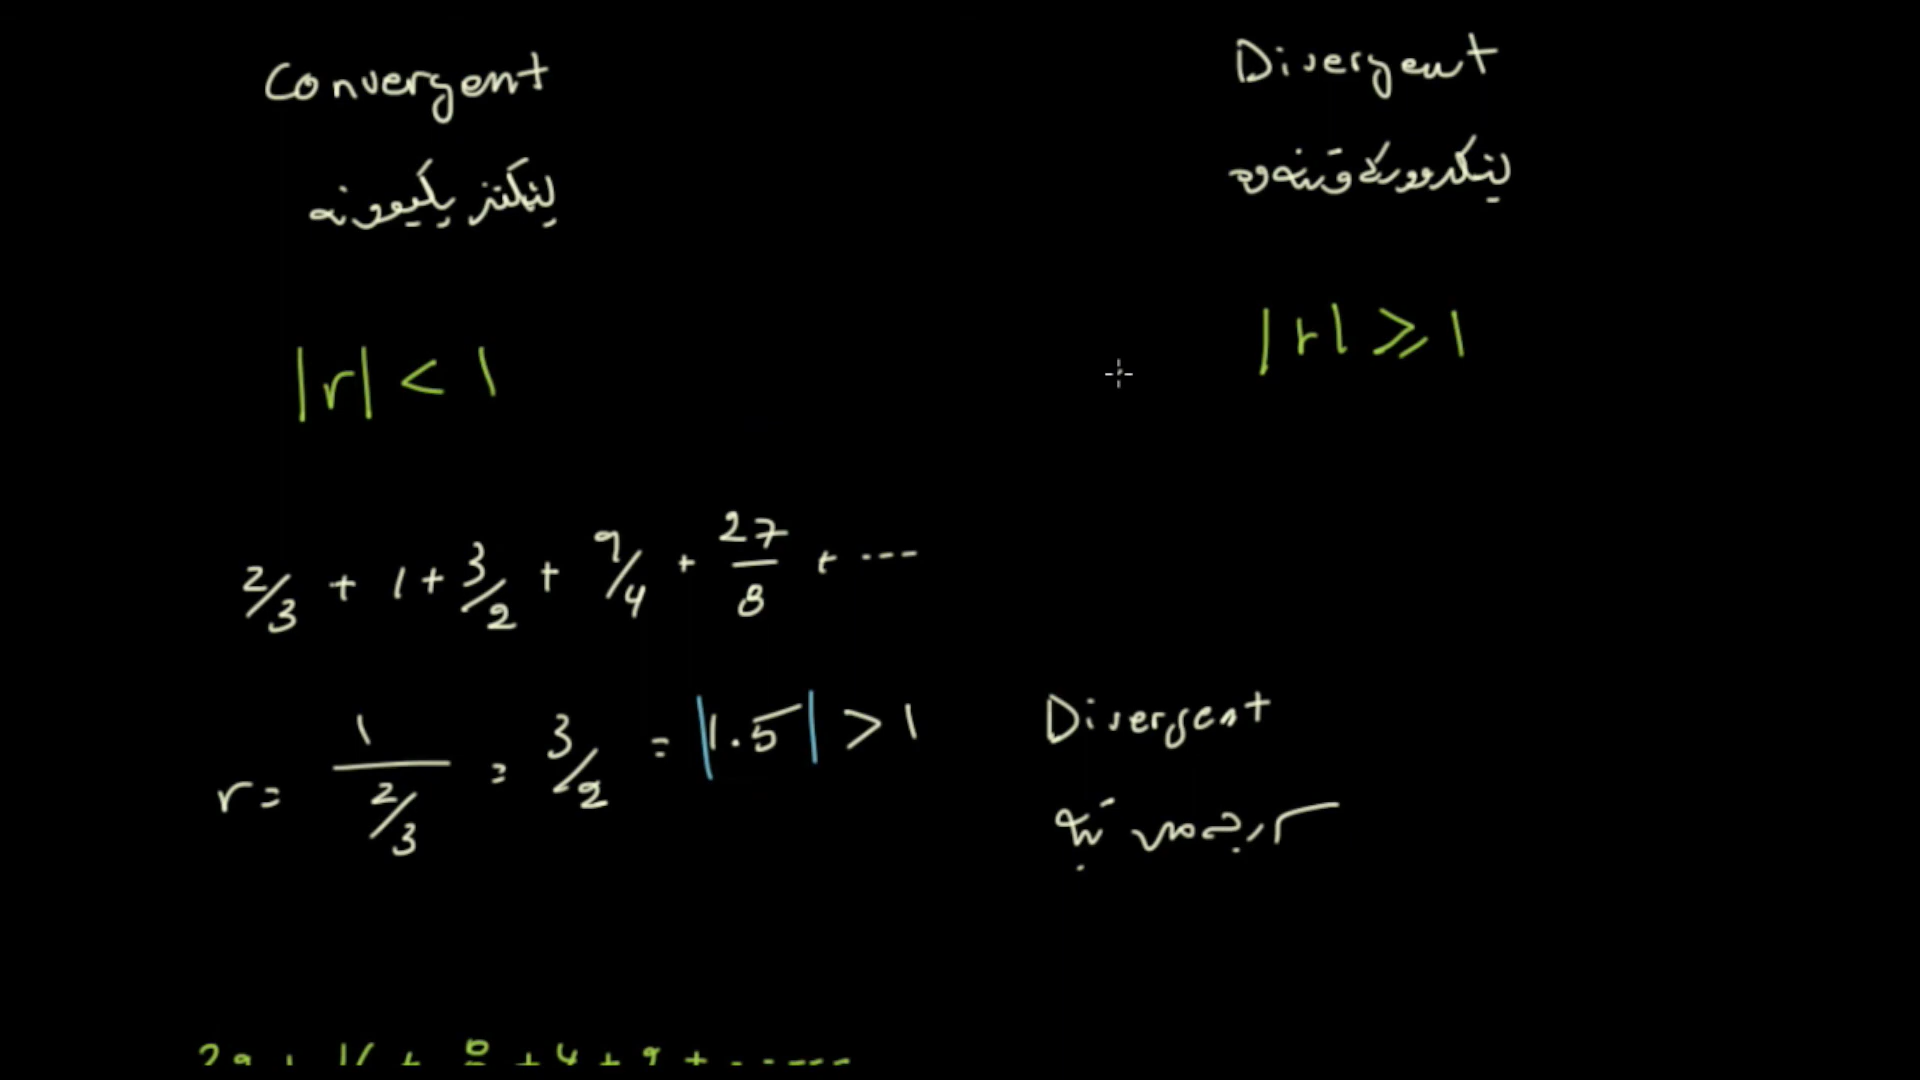 Convergent
Divergent
لێکنزیکبوونە
لێکدوورکەوتنەوە
|r| < 1
|r| ⩾ 1
2/3 + 1 + 3/2 + 9/4 + 27/8 + ---
r = 1/(2/3) = 3/2 = |1.5| > 1
Divergent